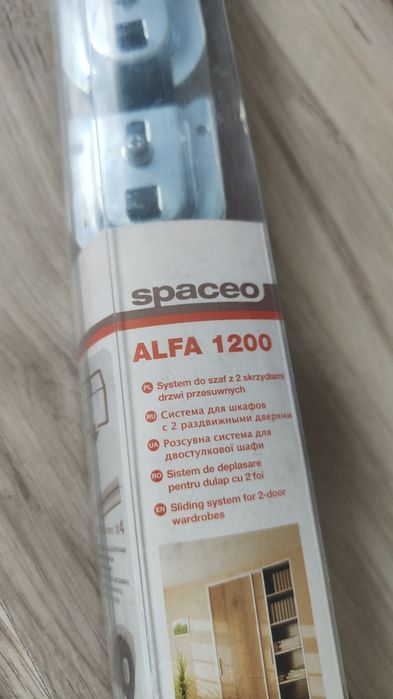 spaceo
ALFA 1200
PL System do szaf z 2 skrzydłami
drzwi przesuwnych
RU Система для шкафов
с 2 раздвижными дверями
UA Розсувна система для
двостулкової шафи
RO Sistem de deplasare
pentru dulap cu 2 foi
EN Sliding system for 2-door
wardrobes
x4